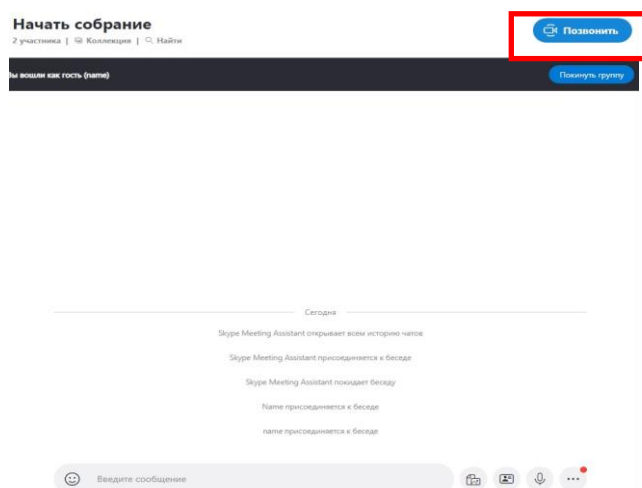 Начать собрание
2 участника | Коллекция | Найти
Позвонить
Вы вошли как гость (name)
Покинуть группу
Сегодня
Skype Meeting Assistant открывает всем историю чатов
Skype Meeting Assistant присоединяется к беседе
Skype Meeting Assistant покидает беседу
Name присоединяется к беседе
name присоединяется к беседе
Введите сообщение